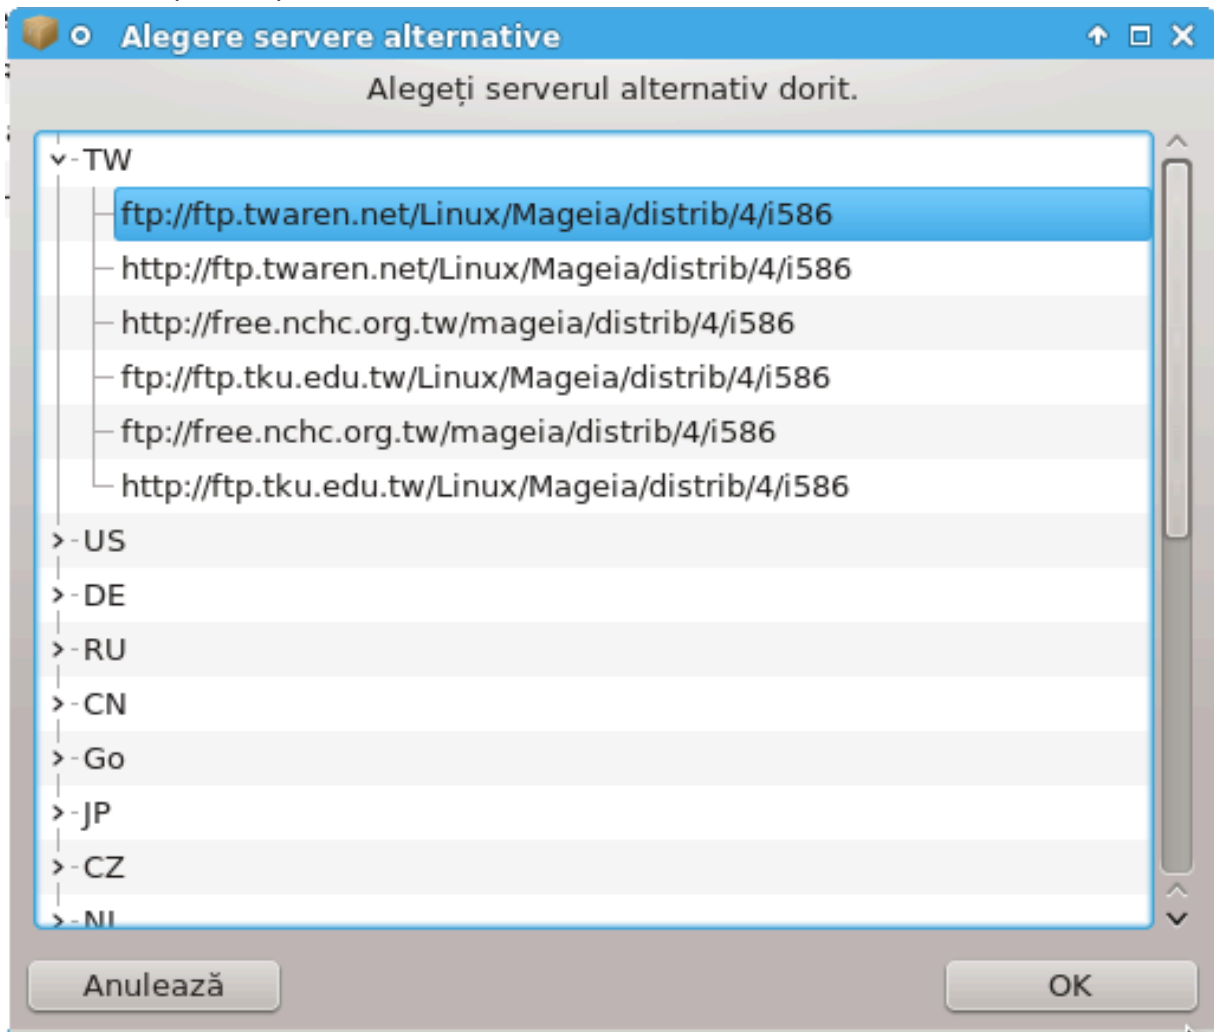 Alegere servere alternative
Alegeți serverul alternativ dorit.
TW
ftp://ftp.twaren.net/Linux/Mageia/distrib/4/i586
http://ftp.twaren.net/Linux/Mageia/distrib/4/i586
http://free.nchc.org.tw/mageia/distrib/4/i586
ftp://ftp.tku.edu.tw/Linux/Mageia/distrib/4/i586
ftp://free.nchc.org.tw/mageia/distrib/4/i586
http://ftp.tku.edu.tw/Linux/Mageia/distrib/4/i586
US
DE
RU
CN
Go
JP
CZ
Anulează
OK